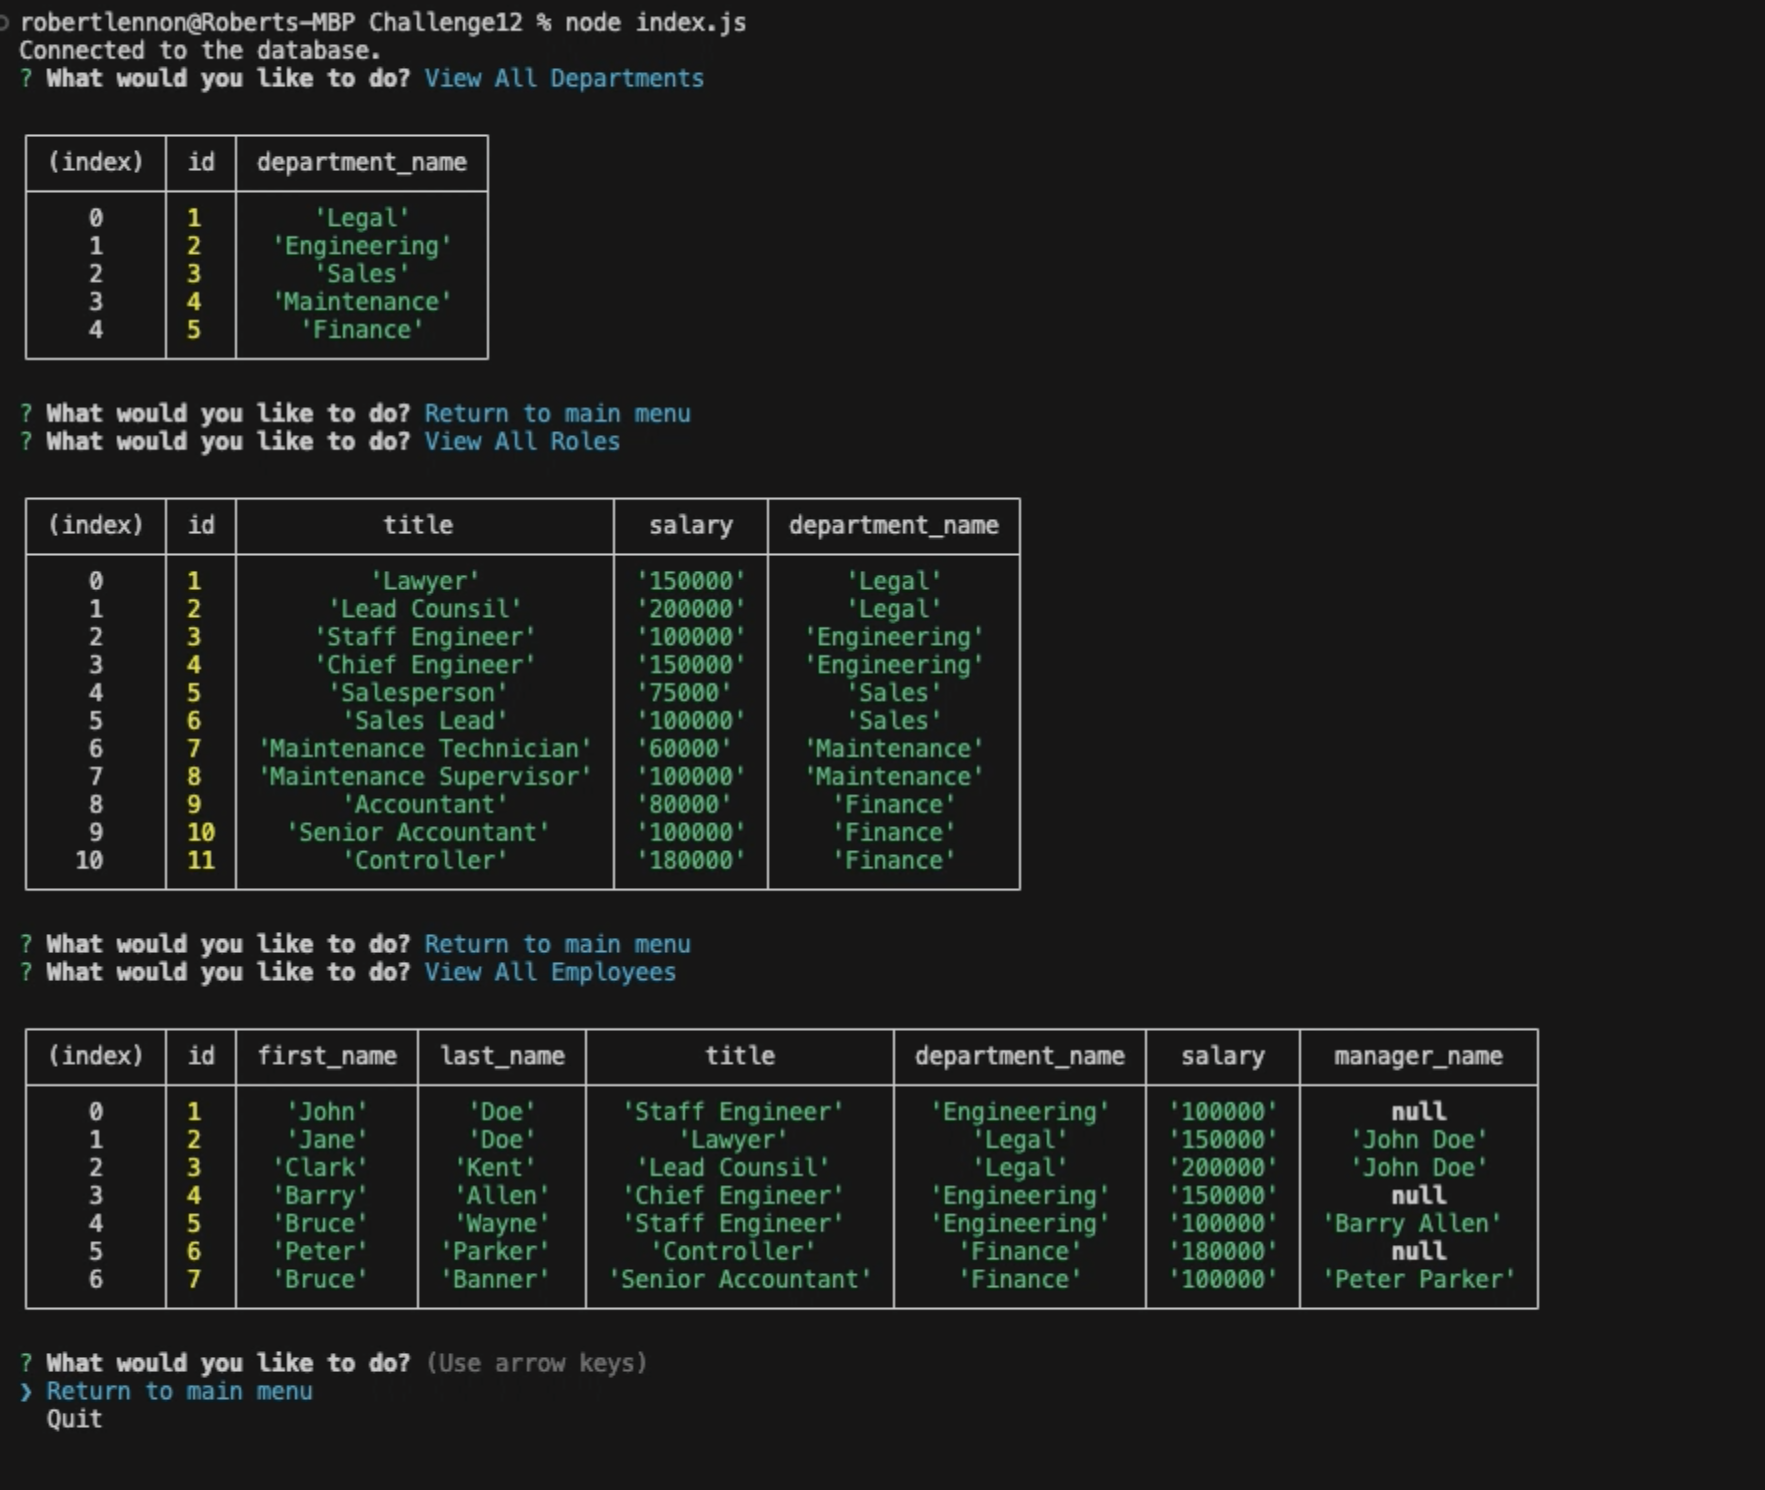 robertlennon@Roberts-MBP Challenge12 % node index.js
Connected to the database.
? What would you like to do? View All Departments
(index) id department_name
0 1 'Legal'
1 2 'Engineering'
2 3 'Sales'
3 4 'Maintenance'
4 5 'Finance'
? What would you like to do? Return to main menu
? What would you like to do? View All Roles
(index) id title salary department_name
0 1 'Lawyer' '150000' 'Legal'
1 2 'Lead Counsil' '200000' 'Legal'
2 3 'Staff Engineer' '100000' 'Engineering'
3 4 'Chief Engineer' '150000' 'Engineering'
4 5 'Salesperson' '75000' 'Sales'
5 6 'Sales Lead' '100000' 'Sales'
6 7 'Maintenance Technician' '60000' 'Maintenance'
7 8 'Maintenance Supervisor' '100000' 'Maintenance'
8 9 'Accountant' '80000' 'Finance'
9 10 'Senior Accountant' '100000' 'Finance'
10 11 'Controller' '180000' 'Finance'
? What would you like to do? Return to main menu
? What would you like to do? View All Employees
(index) id first_name last_name title department_name salary manager_name
0 1 'John' 'Doe' 'Staff Engineer' 'Engineering' '100000' null
1 2 'Jane' 'Doe' 'Lawyer' 'Legal' '150000' 'John Doe'
2 3 'Clark' 'Kent' 'Lead Counsil' 'Legal' '200000' 'John Doe'
3 4 'Barry' 'Allen' 'Chief Engineer' 'Engineering' '150000' null
4 5 'Bruce' 'Wayne' 'Staff Engineer' 'Engineering' '100000' 'Barry Allen'
5 6 'Peter' 'Parker' 'Controller' 'Finance' '180000' null
6 7 'Bruce' 'Banner' 'Senior Accountant' 'Finance' '100000' 'Peter Parker'
? What would you like to do? (Use arrow keys)
❯ Return to main menu
Quit